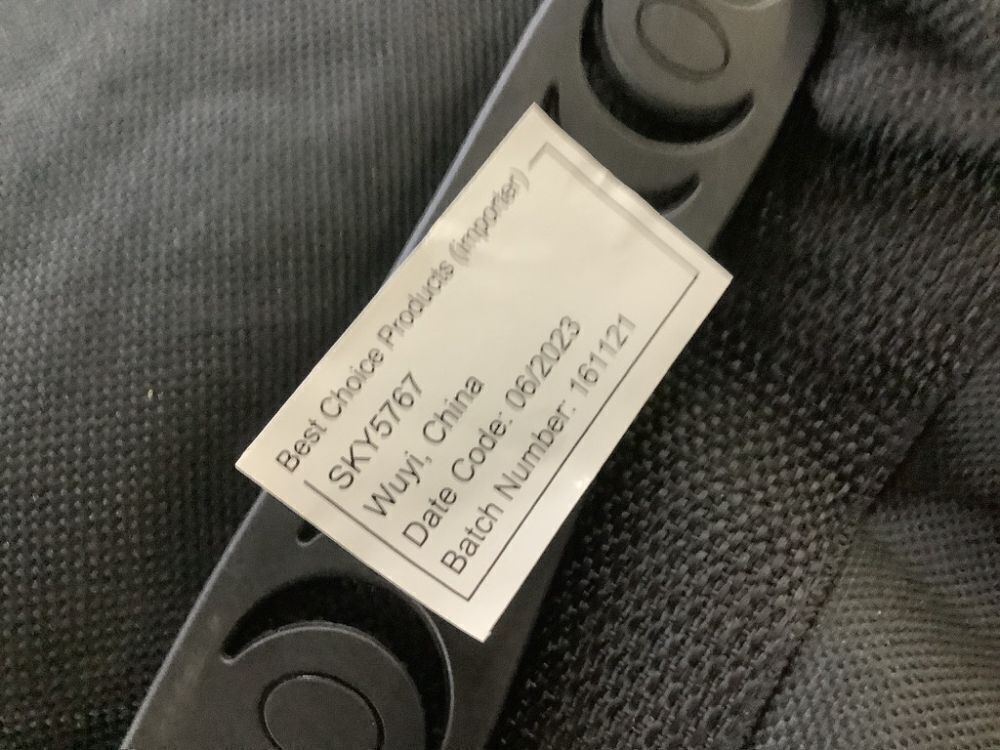 Best Choice Products (importer)
SKY5767
Wuyi, China
Date Code: 06/2023
Batch Number: 161121